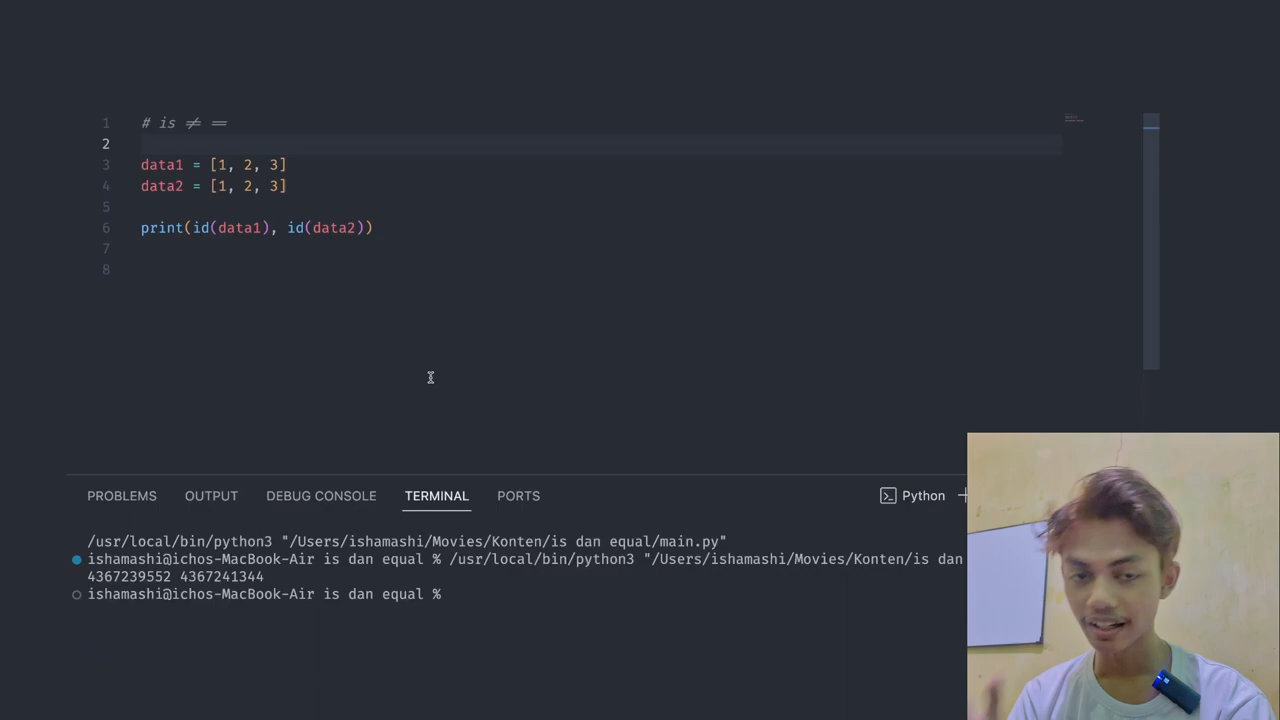 1 # is ≠ ==
2
3 data1 = [1, 2, 3]
4 data2 = [1, 2, 3]
5
6 print(id(data1), id(data2))
7
8
PROBLEMS OUTPUT DEBUG CONSOLE TERMINAL PORTS Python
/usr/local/bin/python3 "/Users/ishamashi/Movies/Konten/is dan equal/main.py"
ishamashi@ichos-MacBook-Air is dan equal % /usr/local/bin/python3 "/Users/ishamashi/Movies/Konten/is dan
4367239552 4367241344
ishamashi@ichos-MacBook-Air is dan equal %